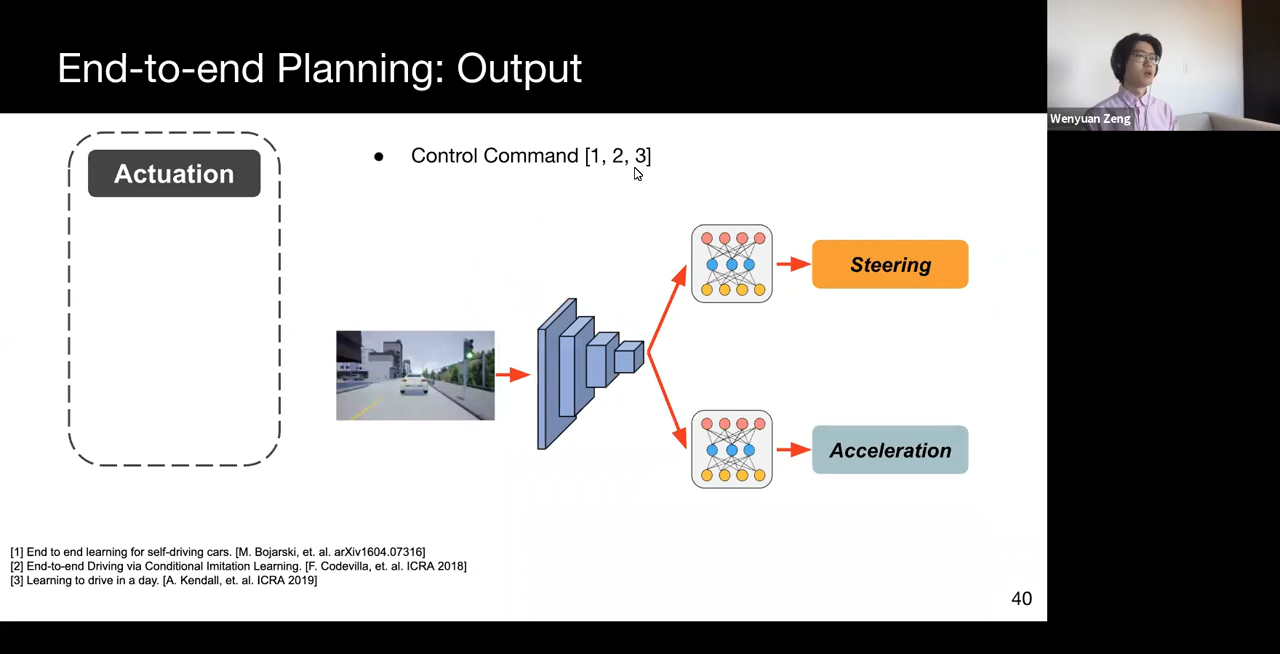 End-to-end Planning: Output
Wenyuan Zeng
Actuation
● Control Command [1, 2, 3]
Steering
Acceleration
[1] End to end learning for self-driving cars. [M. Bojarski, et. al. arXiv1604.07316]
[2] End-to-end Driving via Conditional Imitation Learning. [F. Codevilla, et. al. ICRA 2018]
[3] Learning to drive in a day. [A. Kendall, et. al. ICRA 2019]
40